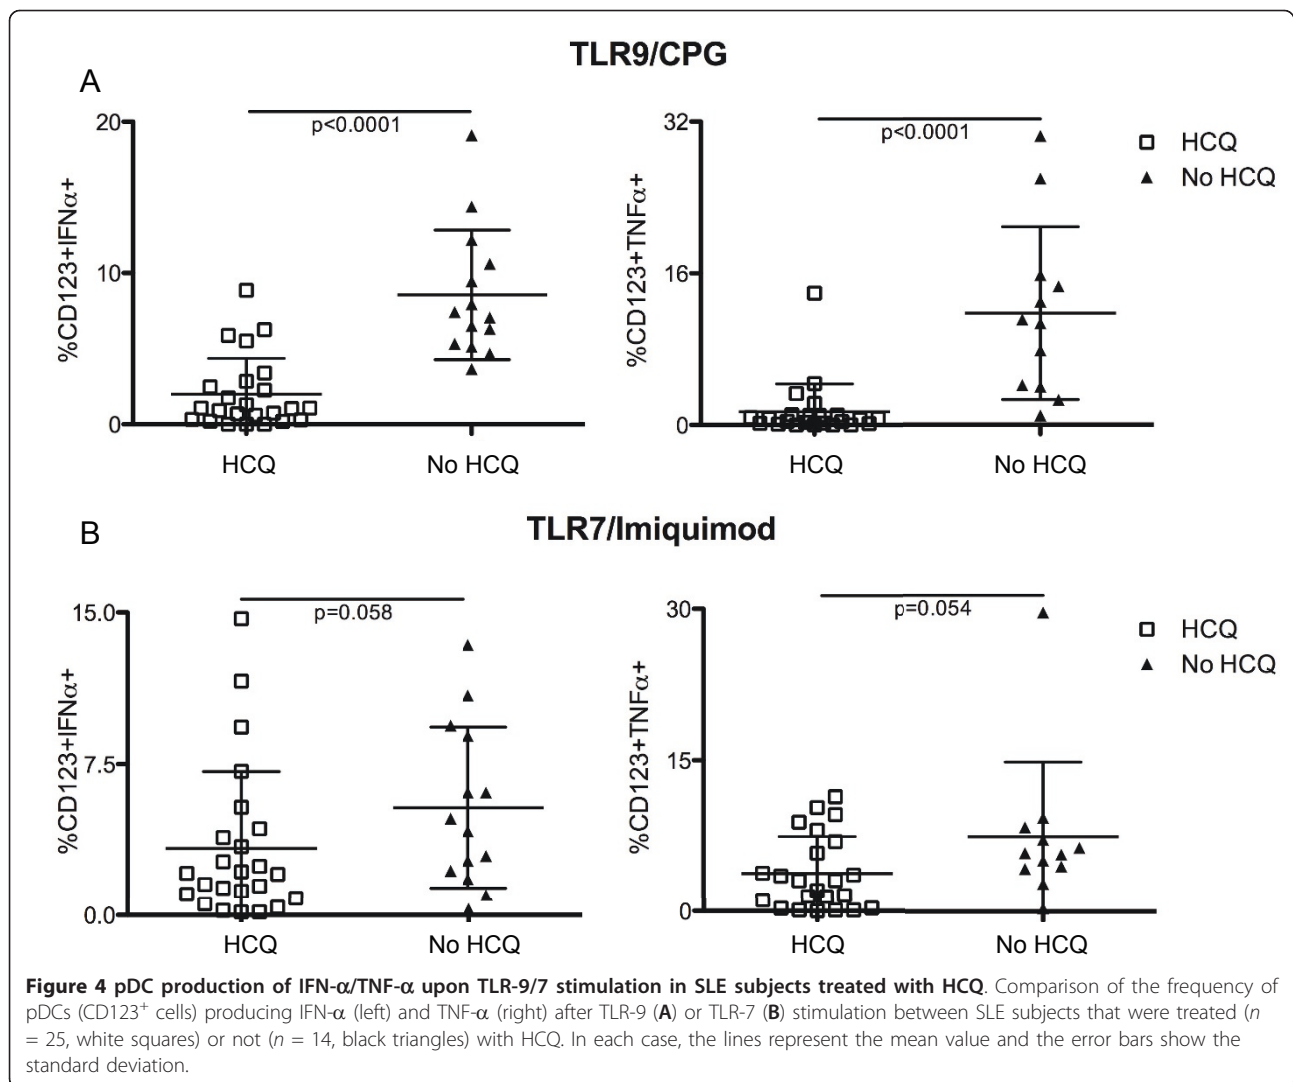 TLR9/CPG
A
p<0.0001
20
10
0
%CD123+IFNα+
HCQ
No HCQ
p<0.0001
32
16
0
%CD123+TNFα+
HCQ
No HCQ
HCQ
No HCQ
TLR7/Imiquimod
B
p=0.058
15.0
7.5
0.0
%CD123+IFNα+
HCQ
No HCQ
p=0.054
30
15
0
%CD123+TNFα+
HCQ
No HCQ
HCQ
No HCQ
Figure 4 pDC production of IFN-α/TNF-α upon TLR-9/7 stimulation in SLE subjects treated with HCQ. Comparison of the frequency of
pDCs (CD123⁺ cells) producing IFN-α (left) and TNF-α (right) after TLR-9 (A) or TLR-7 (B) stimulation between SLE subjects that were treated (n
= 25, white squares) or not (n = 14, black triangles) with HCQ. In each case, the lines represent the mean value and the error bars show the
standard deviation.